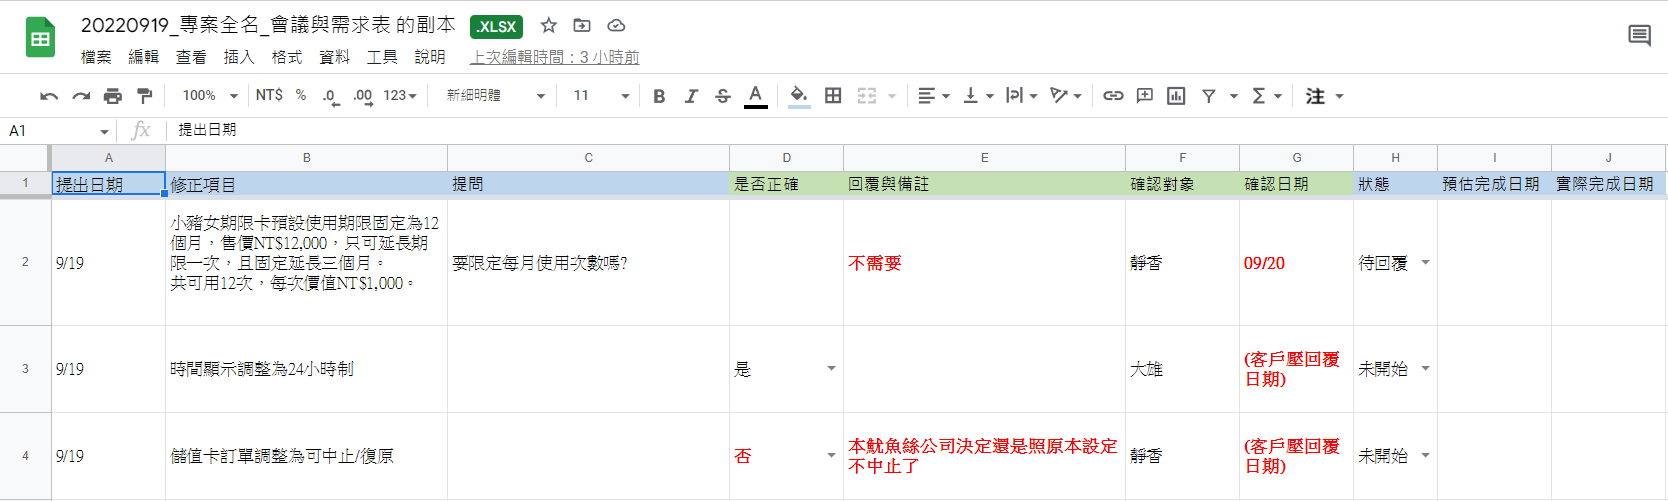 20220919_專案全名_會議與需求表 的副本 .XLSX
檔案 編輯 查看 插入 格式 資料 工具 說明 上次編輯時間：3 小時前
100% NT$ % .0 .00 123 新細明體 11 B I S A 注
A1 fx 提出日期
A B C D E F G H I J
1 提出日期 修正項目 提問 是否正確 回覆與備註 確認對象 確認日期 狀態 預估完成日期 實際完成日期
小豬女期限卡預設使用期限固定為12
個月，售價NT$12,000，只可延長期
限一次，且固定延長三個月。
共可用12次，每次價值NT$1,000。
2 9/19 要限定每月使用次數嗎? 不需要 靜香 09/20 待回覆
3 9/19 時間顯示調整為24小時制 是 大雄
(客戶壓回覆
日期)
未開始
4 9/19 儲值卡訂單調整為可中止/復原 否
本魷魚絲公司決定還是照原本設定
不中止了
靜香
(客戶壓回覆
日期)
未開始